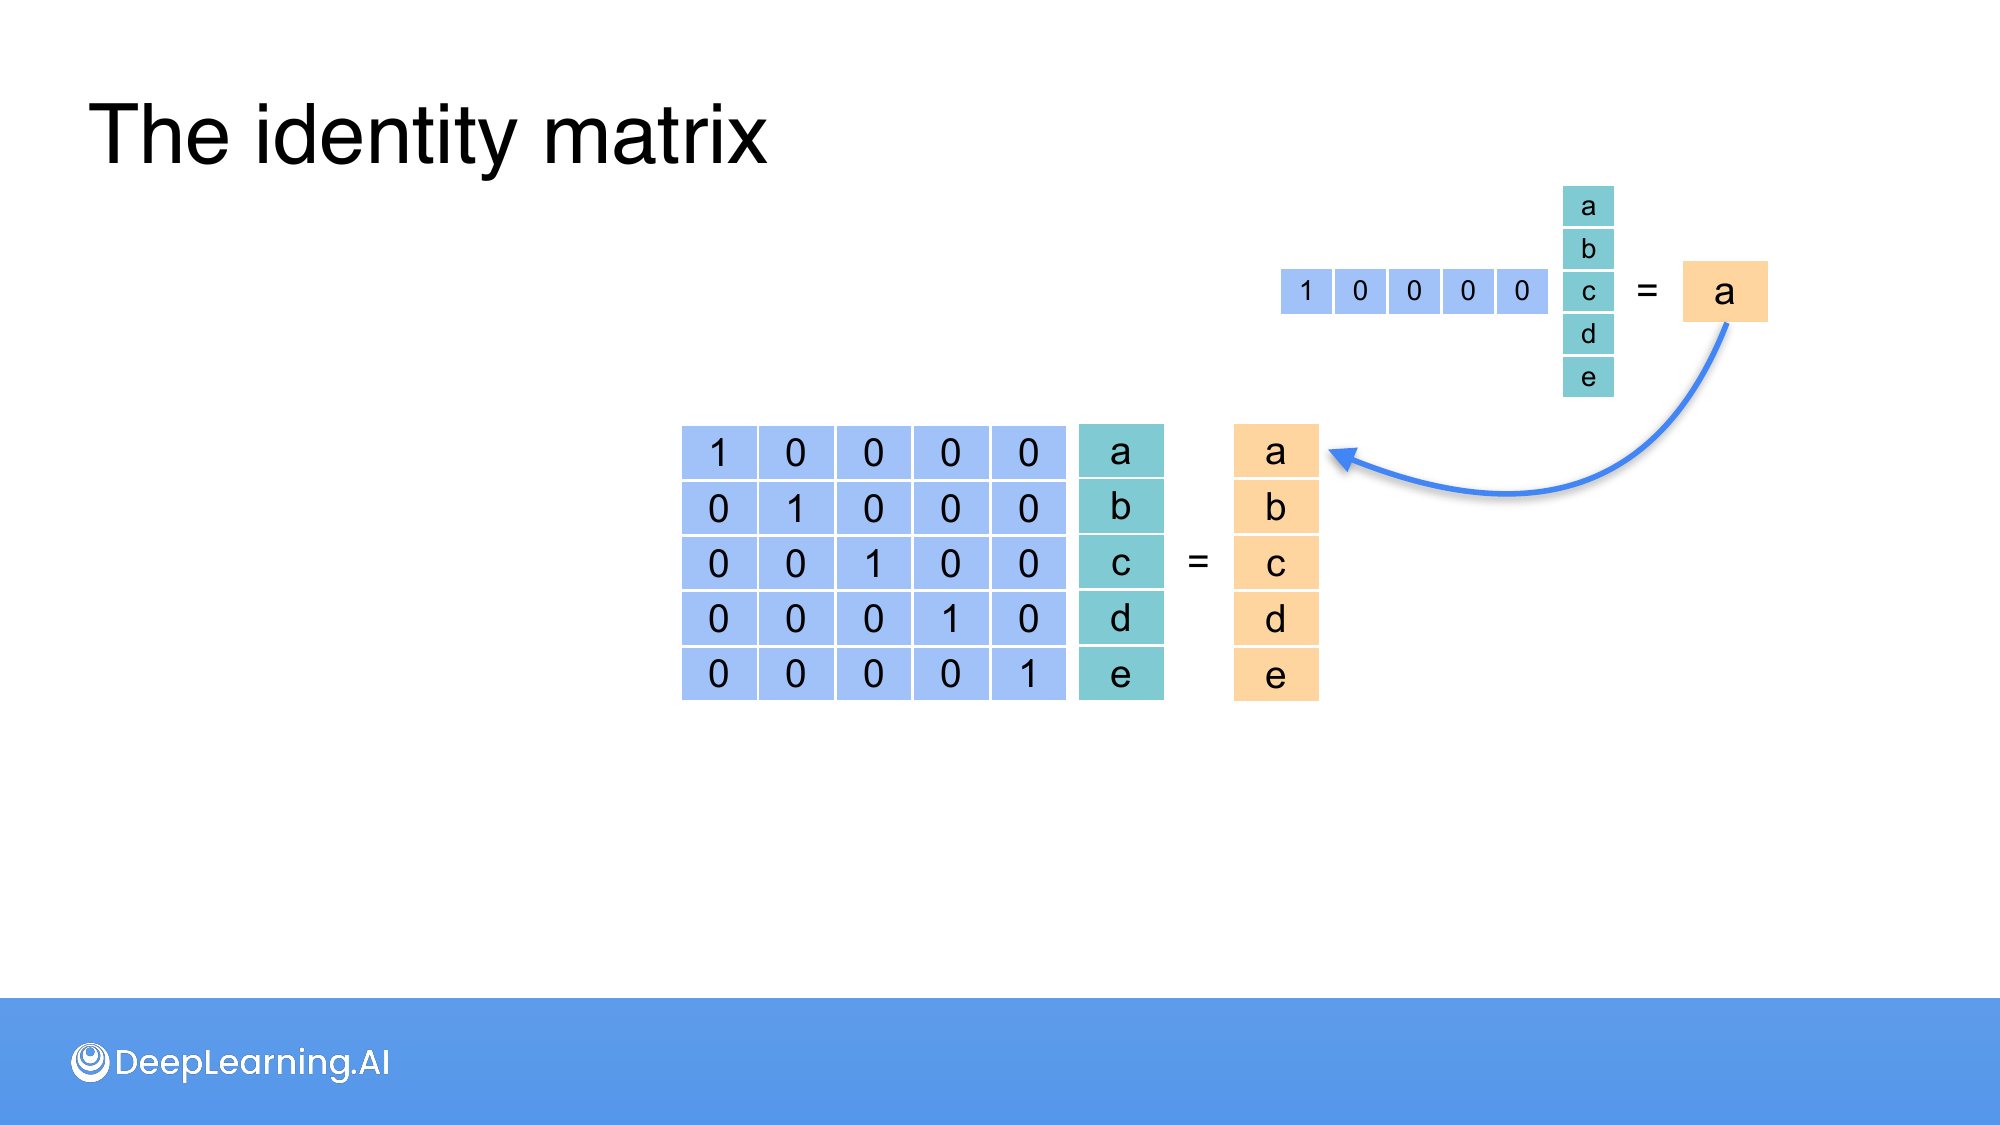 The identity matrix
a
b
1 0 0 0 0 c = a
d
e
1 0 0 0 0 a a
0 1 0 0 0 b b
0 0 1 0 0 c = c
0 0 0 1 0 d d
0 0 0 0 1 e e
DeepLearning.AI